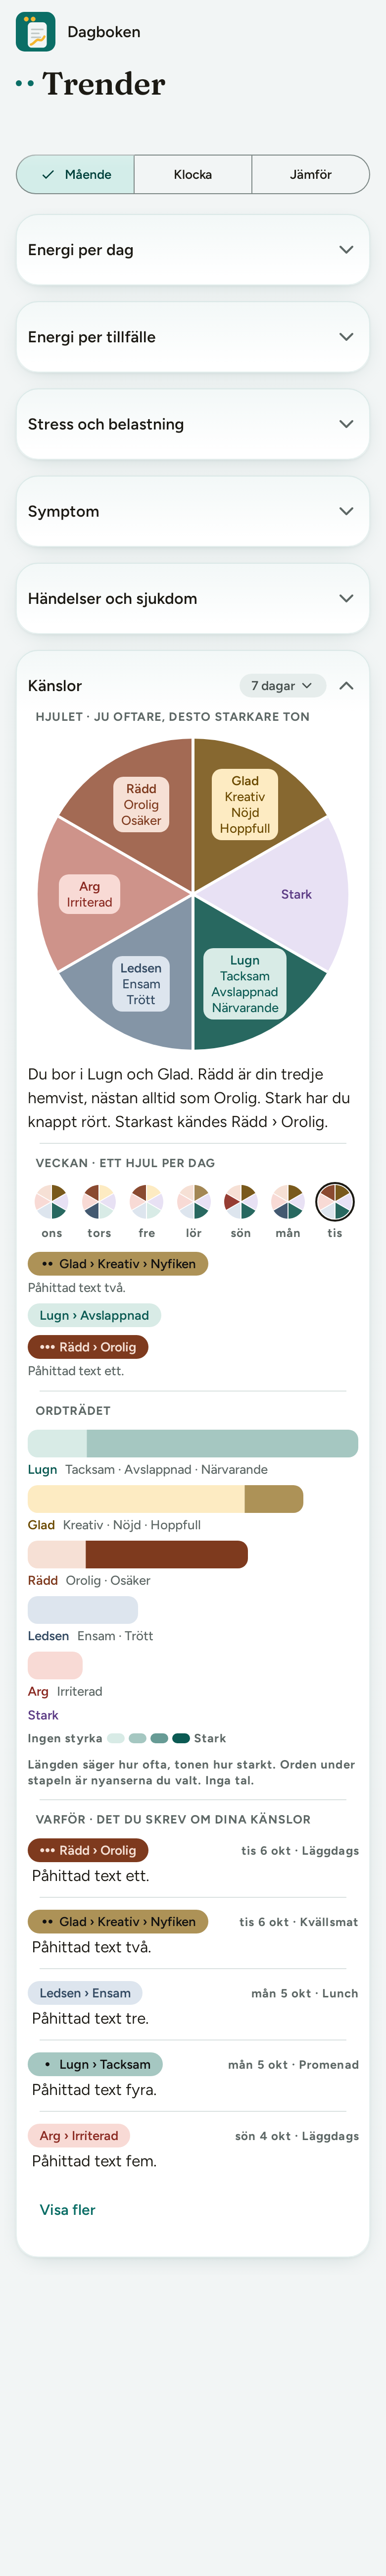 Dagboken
Trender
Mående
Klocka
Jämför
Energi per dag
Energi per tillfälle
Stress och belastning
Symptom
Händelser och sjukdom
Känslor
7 dagar
HJULET · JU OFTARE, DESTO STARKARE TON
Rädd
Orolig
Osäker
Glad
Kreativ
Nöjd
Hoppfull
Arg
Irriterad
Stark
Ledsen
Ensam
Trött
Lugn
Tacksam
Avslappnad
Närvarande
Du bor i Lugn och Glad. Rädd är din tredje
hemvist, nästan alltid som Orolig. Stark har du
knappt rört. Starkast kändes Rädd › Orolig.
VECKAN · ETT HJUL PER DAG
ons tors fre lör sön mån tis
•• Glad › Kreativ › Nyfiken
Påhittad text två.
Lugn › Avslappnad
••• Rädd › Orolig
Påhittad text ett.
ORDTRÄDET
Lugn Tacksam · Avslappnad · Närvarande
Glad Kreativ · Nöjd · Hoppfull
Rädd Orolig · Osäker
Ledsen Ensam · Trött
Arg Irriterad
Stark
Ingen styrka Stark
Längden säger hur ofta, tonen hur starkt. Orden under
stapeln är nyanserna du valt. Inga tal.
VARFÖR · DET DU SKREV OM DINA KÄNSLOR
••• Rädd › Orolig tis 6 okt · Läggdags
Påhittad text ett.
•• Glad › Kreativ › Nyfiken tis 6 okt · Kvällsmat
Påhittad text två.
Ledsen › Ensam mån 5 okt · Lunch
Påhittad text tre.
• Lugn › Tacksam mån 5 okt · Promenad
Påhittad text fyra.
Arg › Irriterad sön 4 okt · Läggdags
Påhittad text fem.
Visa fler